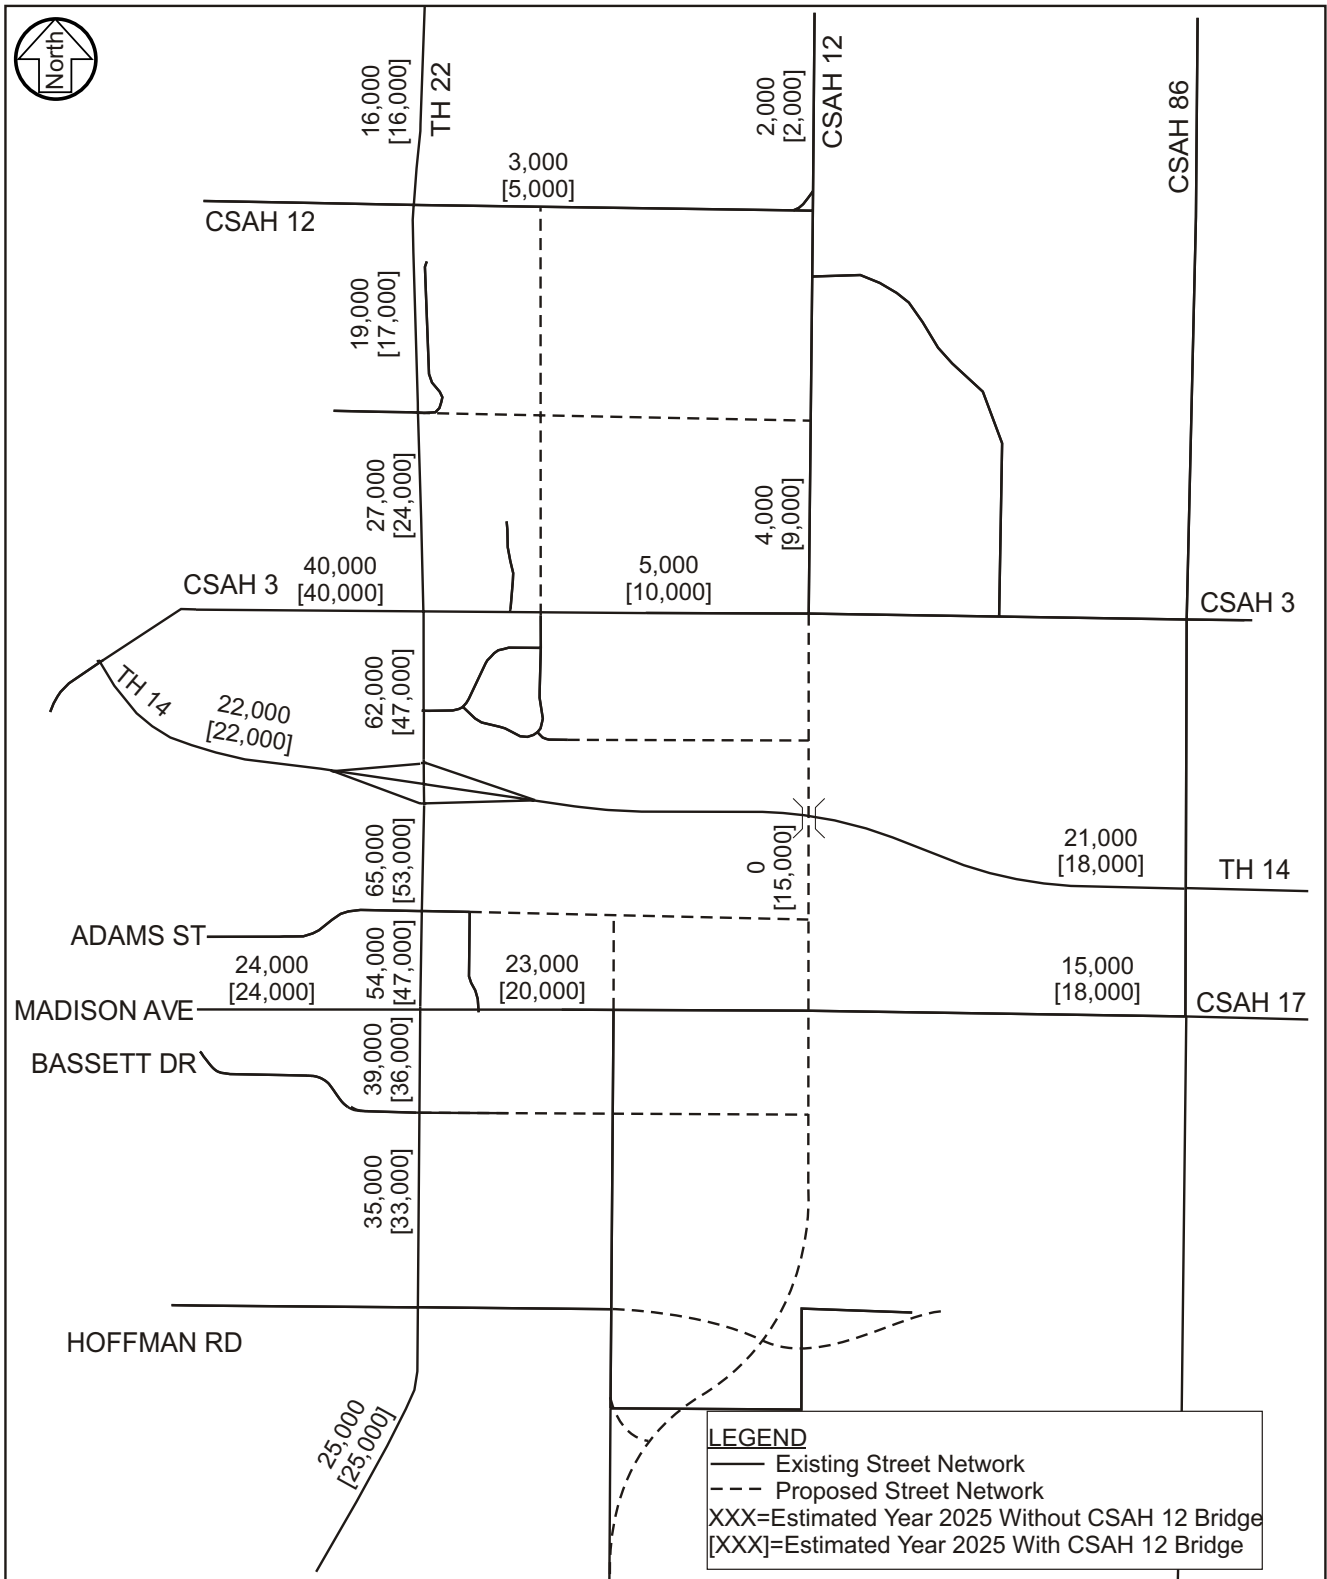 North
16,000
[16,000]
TH 22
2,000
[2,000]
CSAH 12
CSAH 86
3,000
[5,000]
CSAH 12
19,000
[17,000]
27,000
[24,000]
4,000
[9,000]
CSAH 3
40,000
[40,000]
5,000
[10,000]
CSAH 3
TH 14
22,000
[22,000]
62,000
[47,000]
65,000
[53,000]
0
[15,000]
21,000
[18,000]
TH 14
ADAMS ST
54,000
[47,000]
24,000
[24,000]
23,000
[20,000]
15,000
[18,000]
MADISON AVE
CSAH 17
BASSETT DR
39,000
[36,000]
35,000
[33,000]
HOFFMAN RD
25,000
[25,000]
LEGEND
Existing Street Network
Proposed Street Network
XXX=Estimated Year 2025 Without CSAH 12 Bridge
[XXX]=Estimated Year 2025 With CSAH 12 Bridge